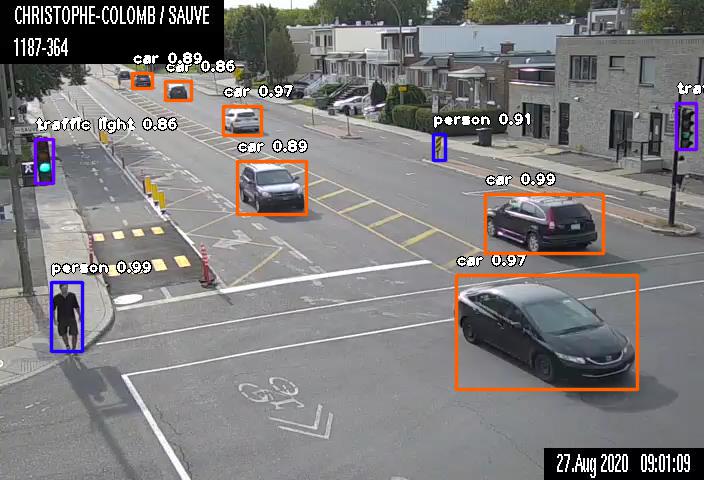 CHRISTOPHE-COLOMB / SAUVE
1187-364
car 0.89
car 0.86
car 0.97
traffic light 0.86
person 0.91
traf
car 0.89
car 0.99
car 0.97
person 0.99
27.Aug 2020 09:01:09